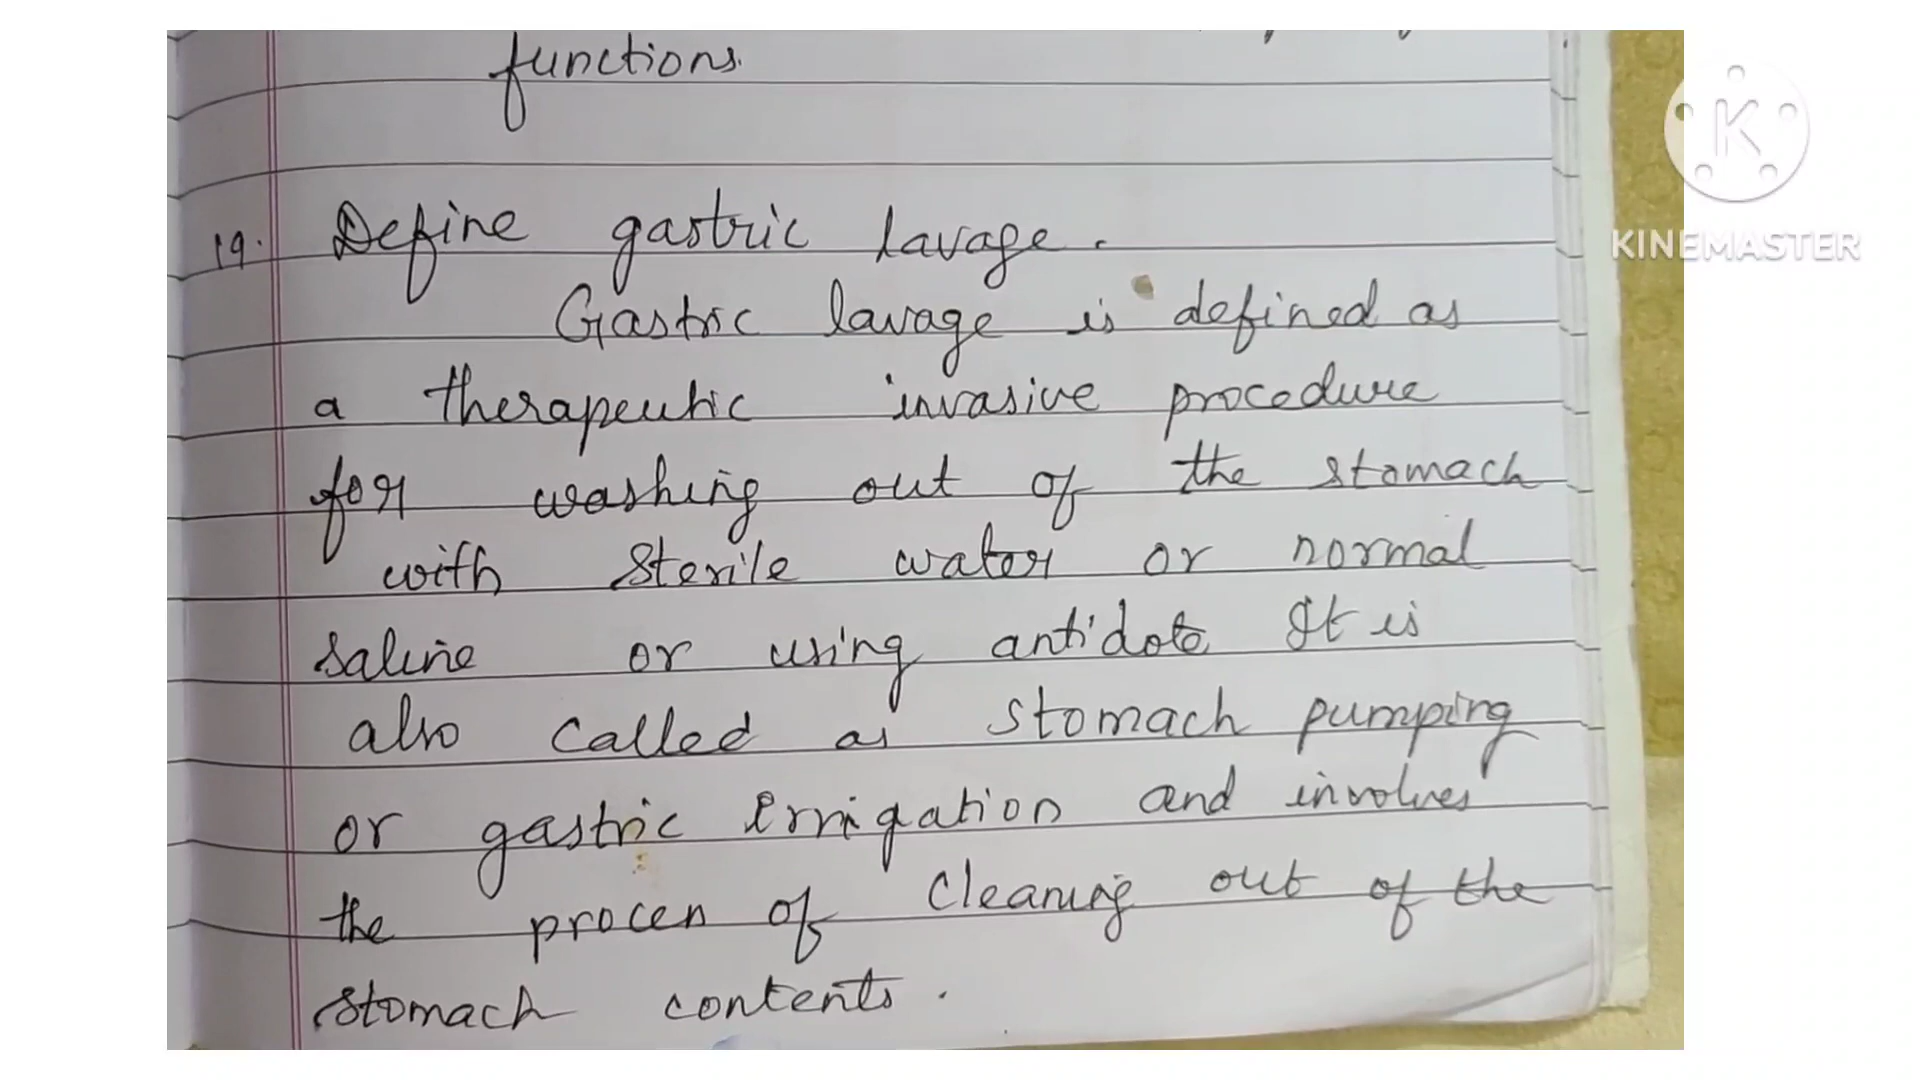 functions.
19. Define gastric lavage.
Gastric lavage is defined as
a therapeutic invasive procedure
for washing out of the stomach
with sterile water or normal
saline or using antidote. It is
also called as stomach pumping
or gastric irrigation and involves
the process of cleaning out of the
stomach contents.
KINEMASTER